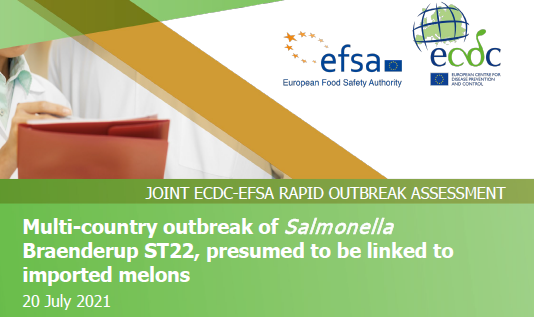 efsa
European Food Safety Authority
ecdc
EUROPEAN CENTRE FOR
DISEASE PREVENTION
AND CONTROL
JOINT ECDC-EFSA RAPID OUTBREAK ASSESSMENT
Multi-country outbreak of Salmonella
Braenderup ST22, presumed to be linked to
imported melons
20 July 2021